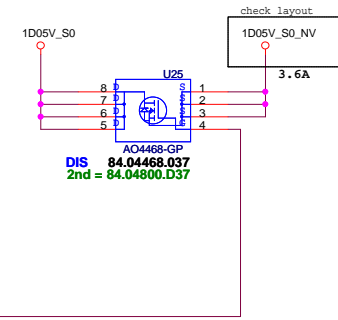 check layout
1D05V_S0
1D05V_S0_NV
3.6A
U25
8 D S 1
7 D S 2
6 D S 3
5 D G 4
AO4468-GP
DIS 84.04468.037
2nd = 84.04800.D37